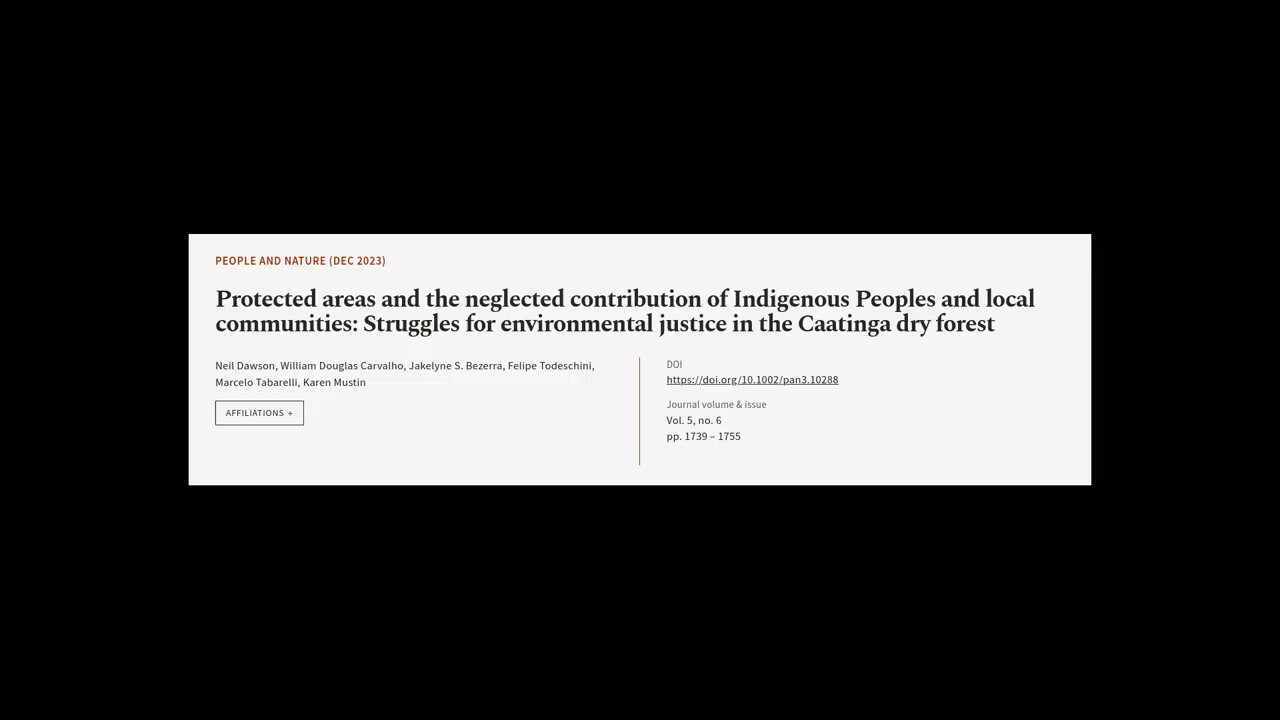 PEOPLE AND NATURE (DEC 2023)
Protected areas and the neglected contribution of Indigenous Peoples and local
communities: Struggles for environmental justice in the Caatinga dry forest
Neil Dawson, William Douglas Carvalho, Jakelyne S. Bezerra, Felipe Todeschini,
Marcelo Tabarelli, Karen Mustin
AFFILIATIONS +
DOI
https://doi.org/10.1002/pan3.10288
Journal volume & issue
Vol. 5, no. 6
pp. 1739 – 1755